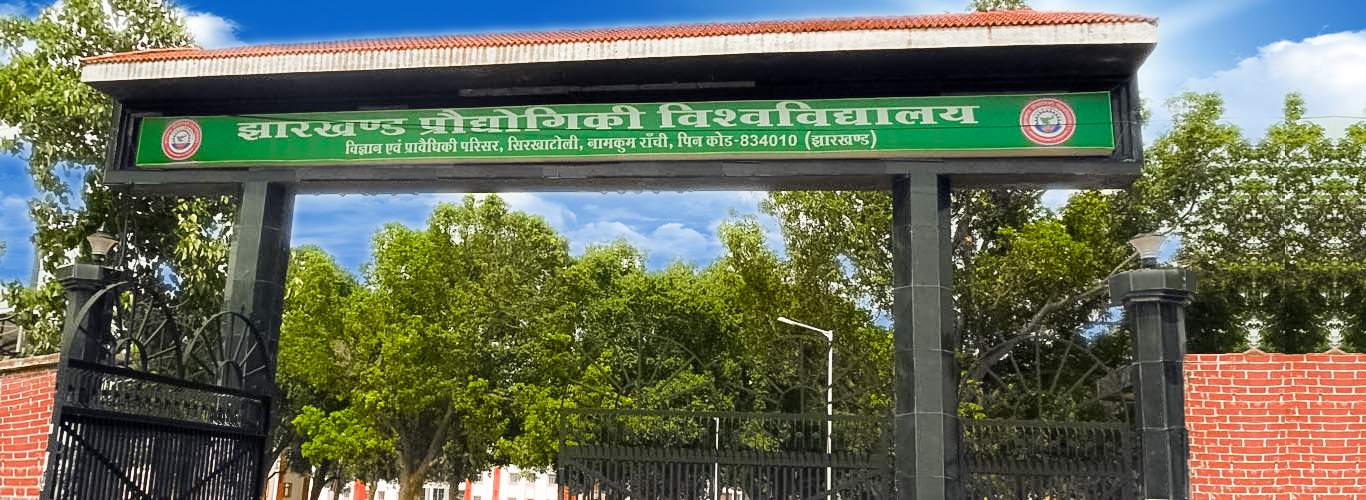 झारखण्ड प्रौद्योगिकी विश्वविद्यालय
विज्ञान एवं प्रावैधिकी परिसर, सिरखाटोली, नामकुम राँची, पिन कोड-834010 (झारखण्ड)